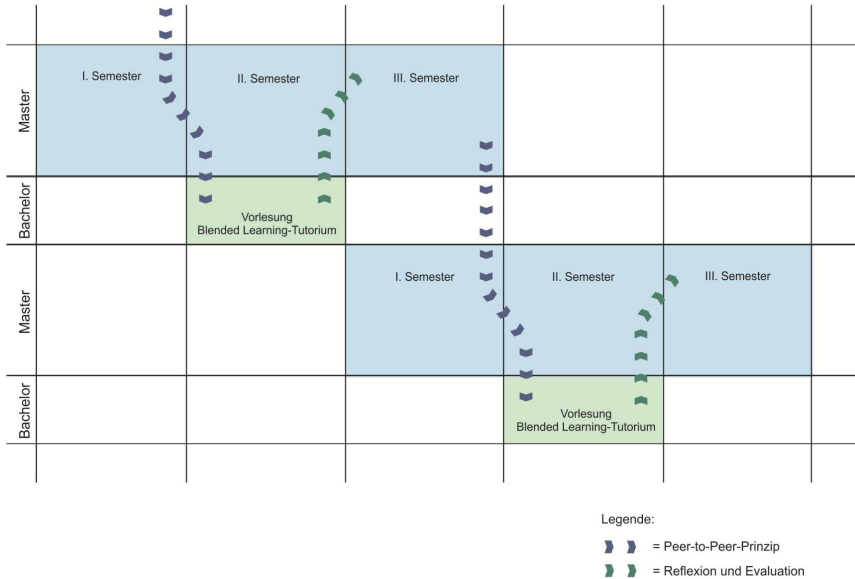 I. Semester
II. Semester
III. Semester
Master
Bachelor
Vorlesung
Blended Learning-Tutorium
I. Semester
II. Semester
III. Semester
Master
Bachelor
Vorlesung
Blended Learning-Tutorium
Legende:
= Peer-to-Peer-Prinzip
= Reflexion und Evaluation